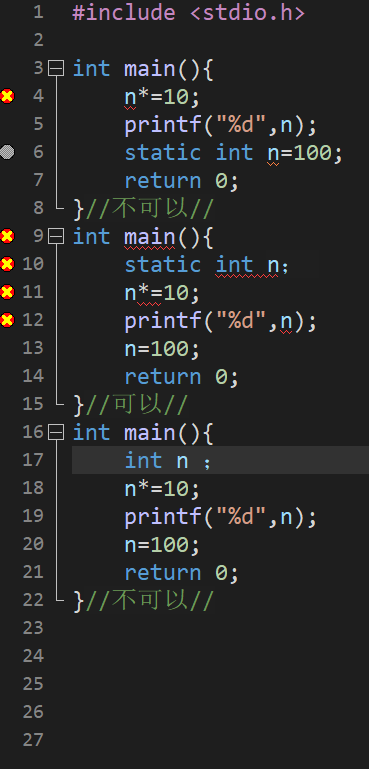 1 #include <stdio.h>
2
3 int main(){
4 n*=10;
5 printf("%d",n);
6 static int n=100;
7 return 0;
8 }//不可以//
9 int main(){
10 static int n；
11 n*=10;
12 printf("%d",n);
13 n=100;
14 return 0;
15 }//可以//
16 int main(){
17 int n ；
18 n*=10;
19 printf("%d",n);
20 n=100;
21 return 0;
22 }//不可以//
23
24
25
26
27